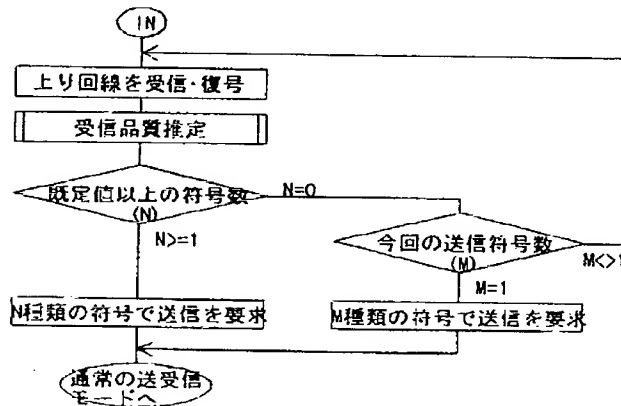 IN
上り回線を受信・復号
受信品質推定
既定値以上の符号数
(N)
N=0
N>=1
今回の送信符号数
(M)
M<>1
M=1
N種類の符号で送信を要求
M種類の符号で送信を要求
通常の送受信
モードへ